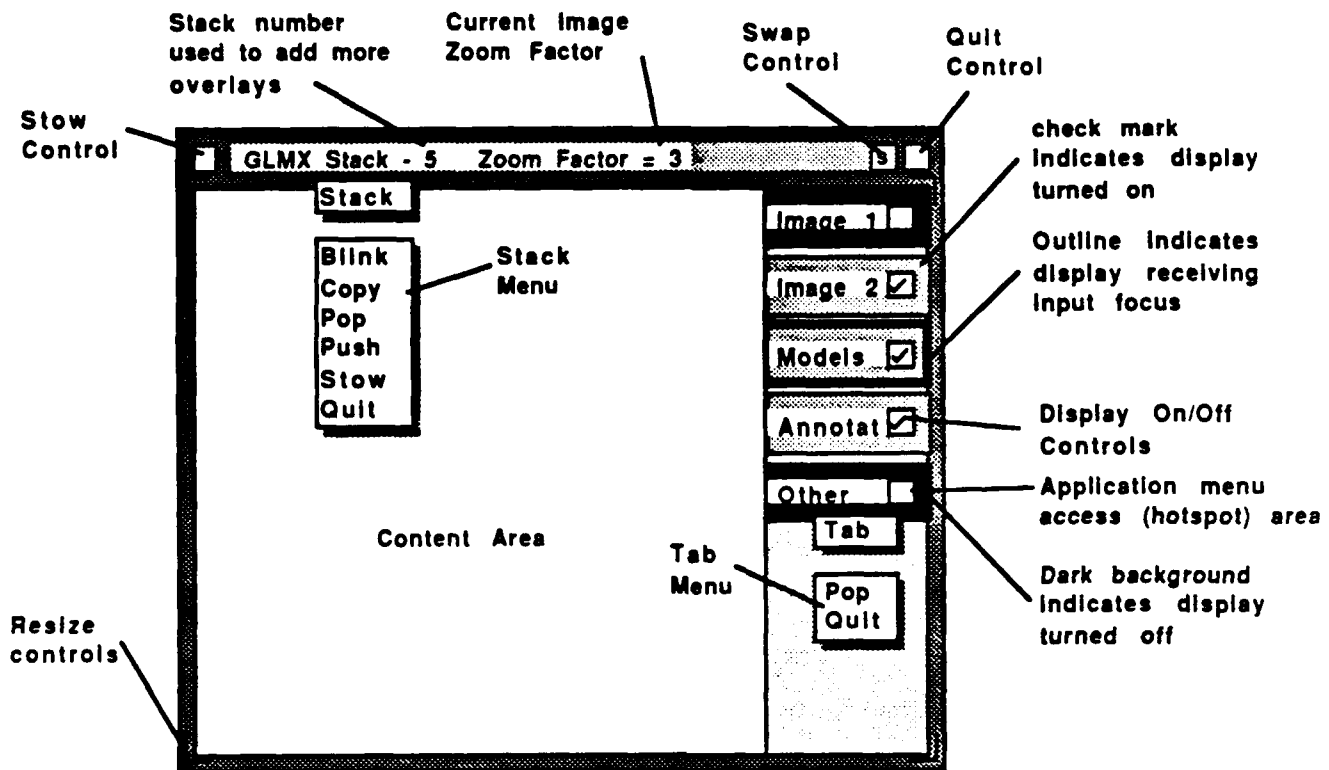 Stack number
used to add more
overlays
Current Image
Zoom Factor
Swap
Control
Quit
Control
Stow
Control
GLMX Stack - 5 Zoom Factor = 3
s
check mark
indicates display
turned on
Stack
Image 1
Blink
Copy
Pop
Push
Stow
Quit
Stack
Menu
Image 2
Outline indicates
display receiving
input focus
Models
Annotat
Display On/Off
Controls
Other
Application menu
access (hotspot) area
Content Area
Tab
Tab
Menu
Pop
Quit
Dark background
indicates display
turned off
Resize
controls